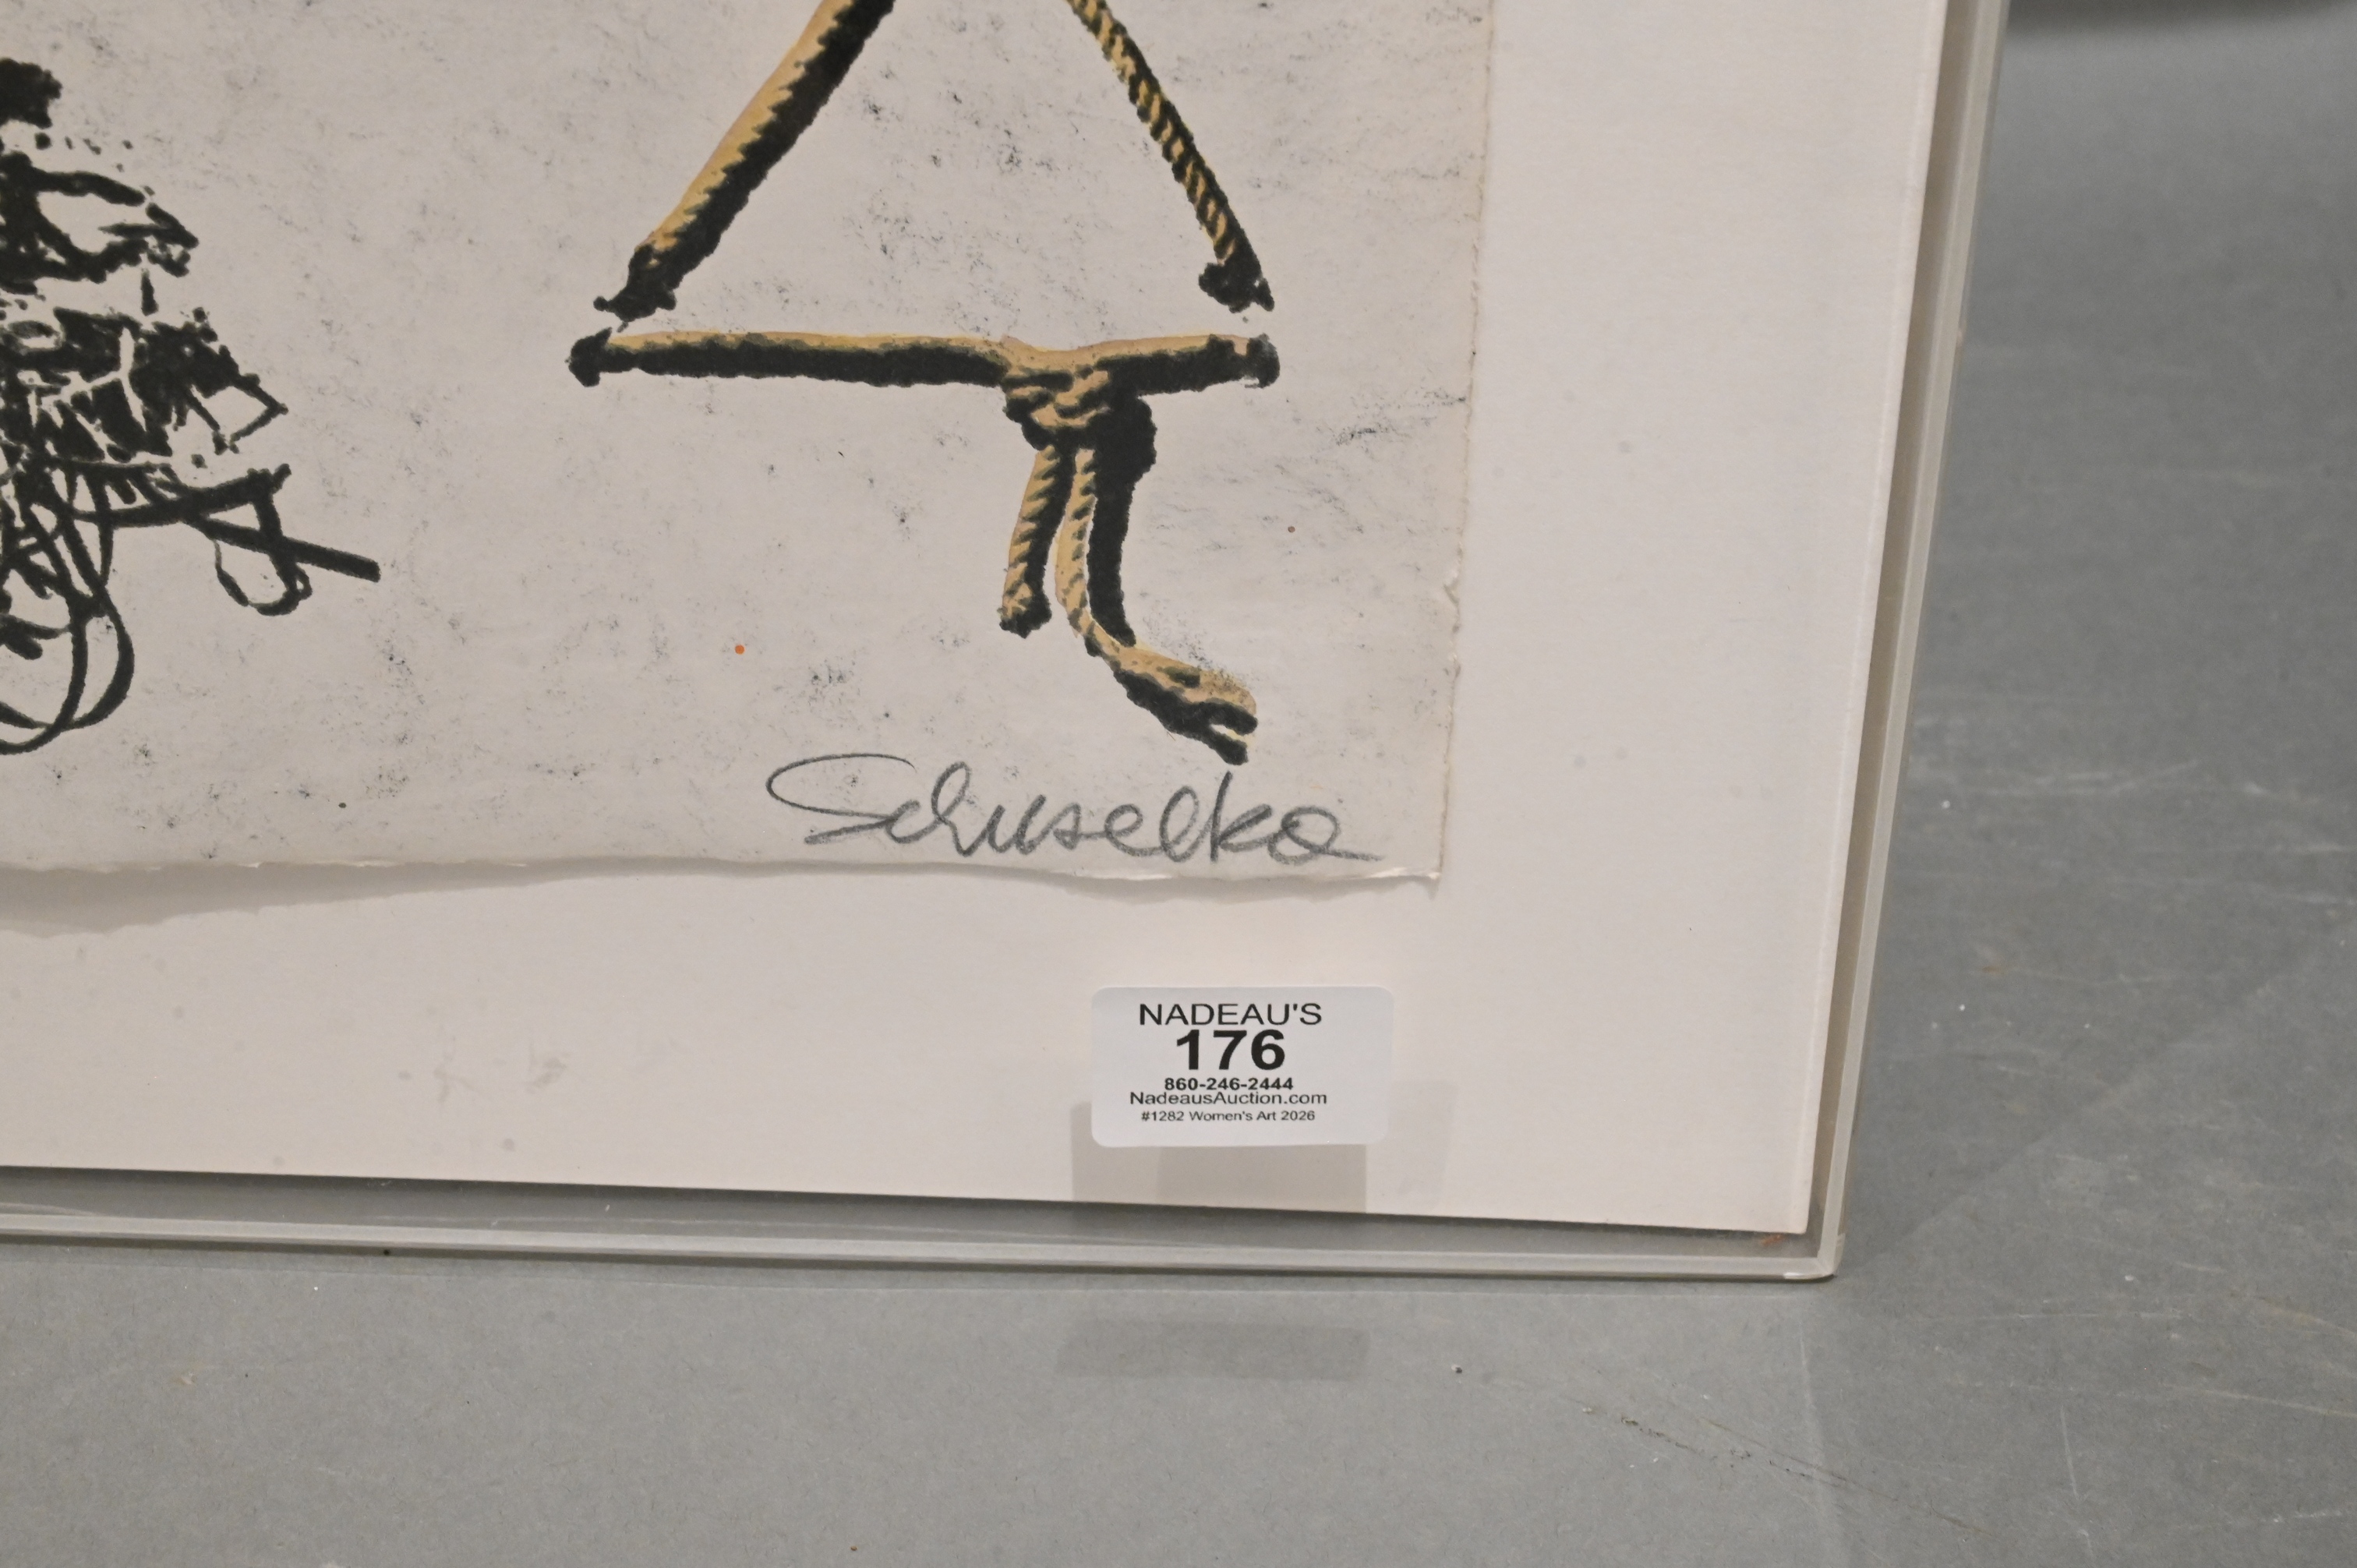 Schuselka
NADEAU'S
176
860-246-2444
NadeausAuction.com
#1282 Women's Art 2026